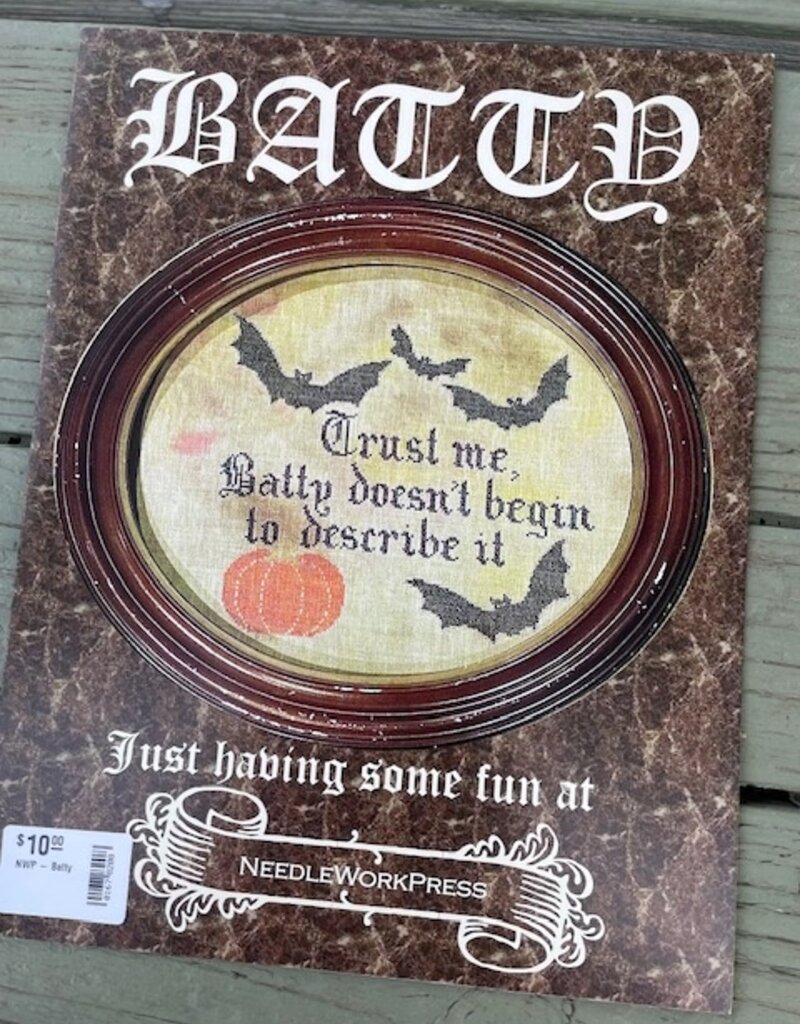 BATTY
Trust me,
Batty doesn't begin
to describe it
Just having some fun at
NEEDLEWORKPRESS
$10.00
NWP – Batty